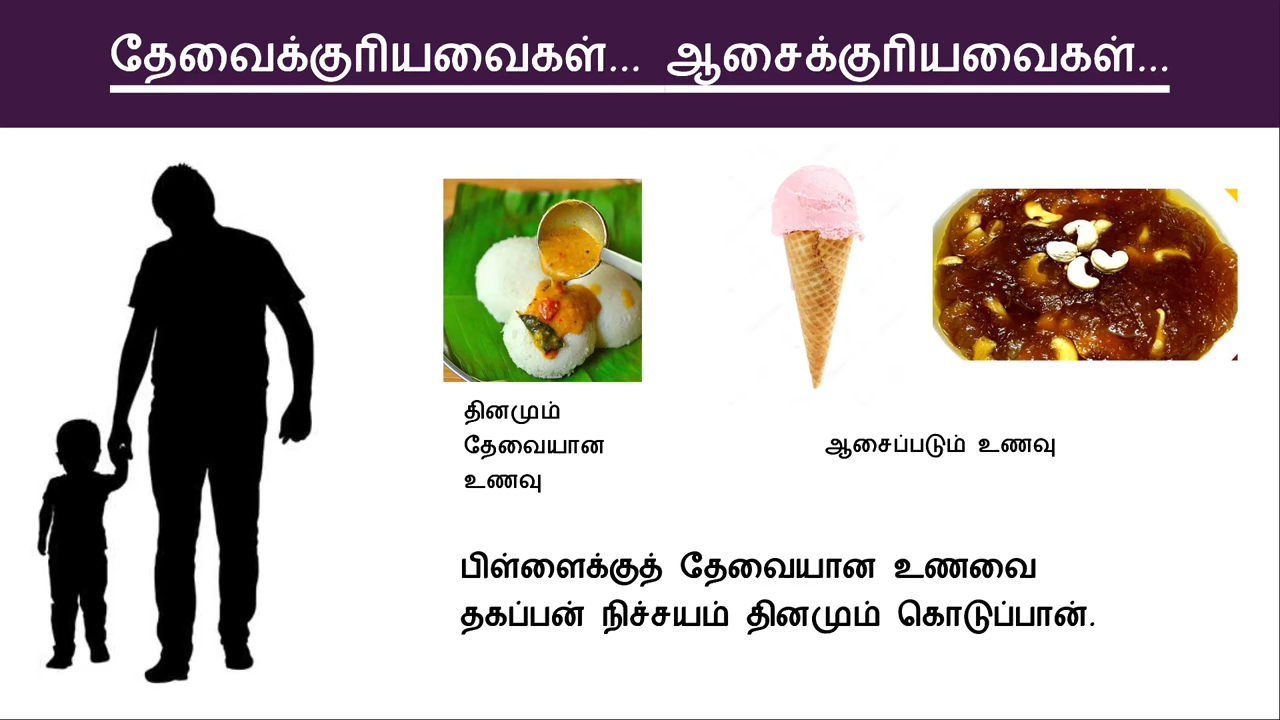 தேவைக்குரியவைகள்... ஆசைக்குரியவைகள்...
தினமும்
தேவையான
உணவு
ஆசைப்படும் உணவு
பிள்ளைக்குத் தேவையான உணவை
தகப்பன் நிச்சயம் தினமும் கொடுப்பான்.